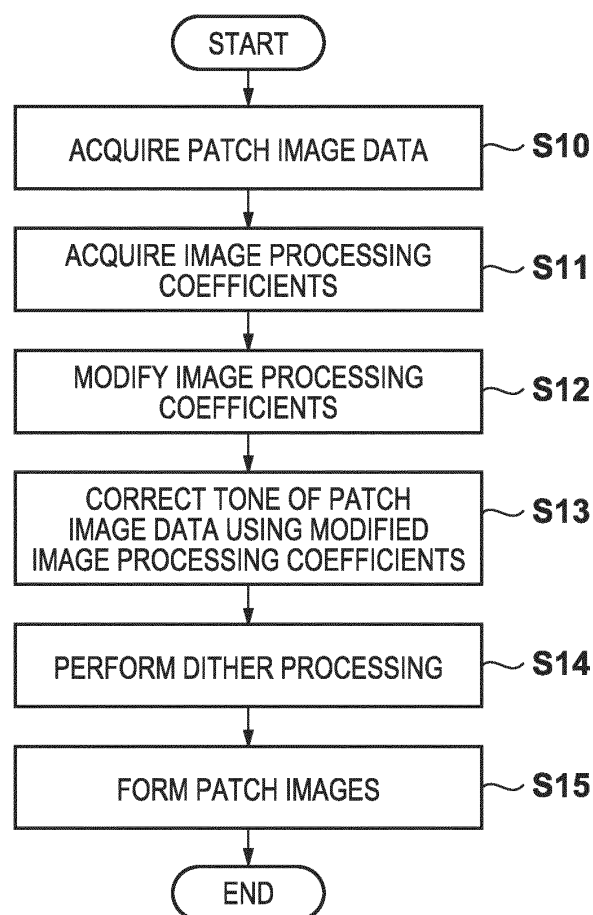 START
ACQUIRE PATCH IMAGE DATA
S10
ACQUIRE IMAGE PROCESSING
COEFFICIENTS
S11
MODIFY IMAGE PROCESSING
COEFFICIENTS
S12
CORRECT TONE OF PATCH
IMAGE DATA USING MODIFIED
IMAGE PROCESSING COEFFICIENTS
S13
PERFORM DITHER PROCESSING
S14
FORM PATCH IMAGES
S15
END